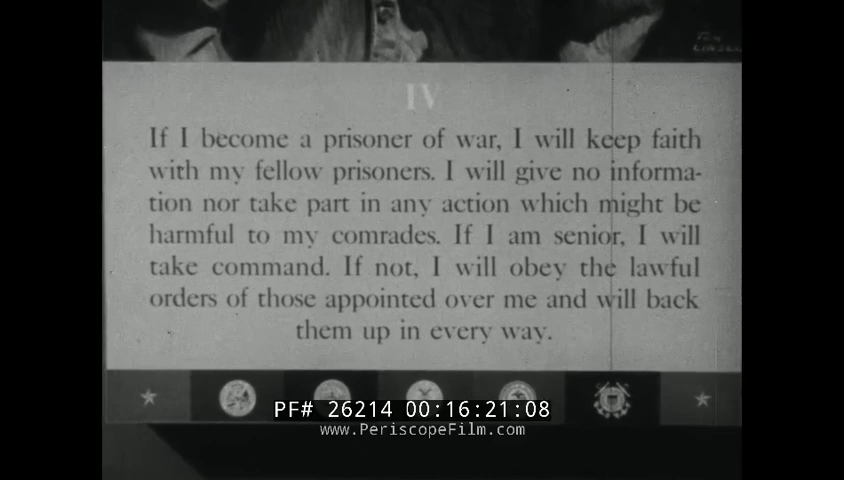 IV
If I become a prisoner of war, I will keep faith
with my fellow prisoners. I will give no informa-
tion nor take part in any action which might be
harmful to my comrades. If I am senior, I will
take command. If not, I will obey the lawful
orders of those appointed over me and will back
them up in every way.
PF# 26214 00:16:21:08
www.PeriscopeFilm.com